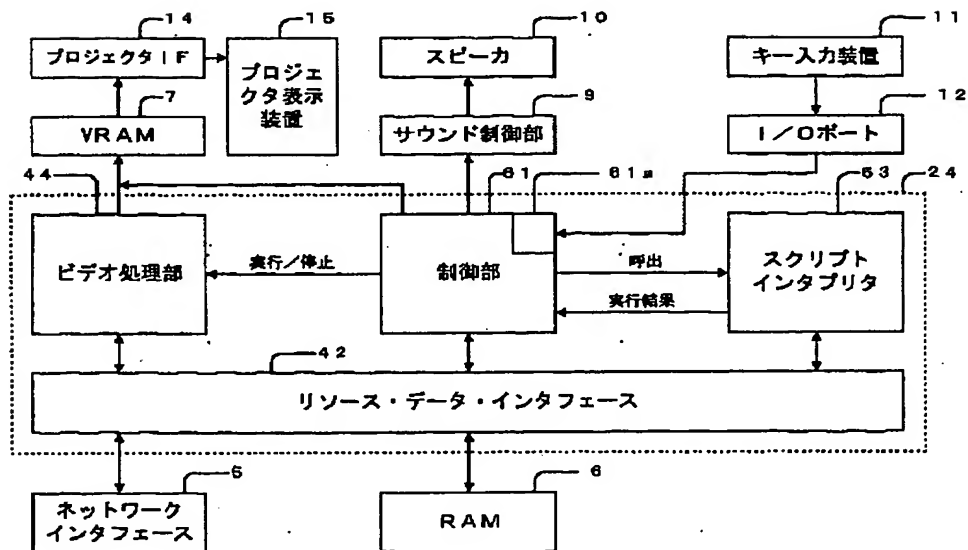 14
15
10
11
プロジェクタIF
プロジェ
クタ表示
装置
スピーカ
キー入力装置
7
9
12
VRAM
サウンド制御部
I/Oポート
44
61
61a
53
24
ビデオ処理部
実行/停止
制御部
呼出
実行結果
スクリプト
インタプリタ
42
リソース・データ・インタフェース
5
6
ネットワーク
インタフェース
RAM